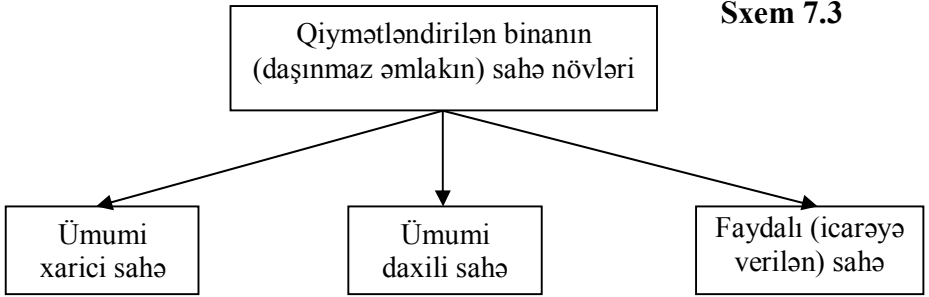 Sxem 7.3
Qiymətləndirilən binanın
(daşınmaz əmlakın) sahə növləri
Ümumi
xarici sahə
Ümumi
daxili sahə
Faydalı (icarəyə
verilən) sahə